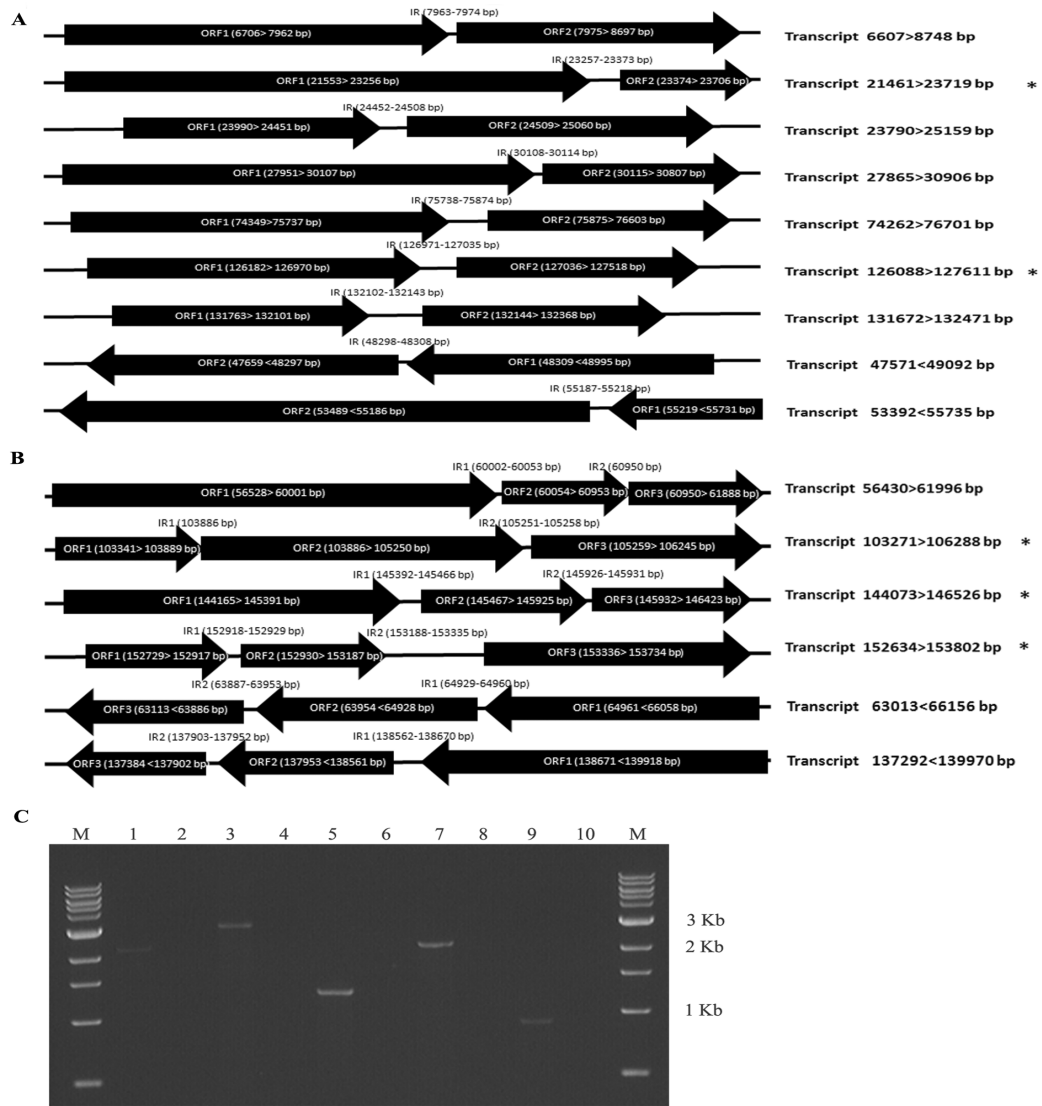 A
IR (7963-7974 bp)
ORF1 (6706> 7962 bp) ORF2 (7975> 8697 bp) Transcript 6607>8748 bp
IR (23257-23373 bp)
ORF1 (21553> 23256 bp) ORF2 (23374> 23706 bp) Transcript 21461>23719 bp *
IR (24452-24508 bp)
ORF1 (23990> 24451 bp) ORF2 (24509> 25060 bp) Transcript 23790>25159 bp
IR (30108-30114 bp)
ORF1 (27951> 30107 bp) ORF2 (30115> 30807 bp) Transcript 27865>30906 bp
IR (75738-75874 bp)
ORF1 (74349>75737 bp) ORF2 (75875> 76603 bp) Transcript 74262>76701 bp
IR (126971-127035 bp)
ORF1 (126182> 126970 bp) ORF2 (127036> 127518 bp) Transcript 126088>127611 bp *
IR (132102-132143 bp)
ORF1 (131763> 132101 bp) ORF2 (132144> 132368 bp) Transcript 131672>132471 bp
IR (48298-48308 bp)
ORF2 (47659 <48297 bp) ORF1 (48309 <48995 bp) Transcript 47571<49092 bp
IR (55187-55218 bp)
ORF2 (53489 <55186 bp) ORF1 (55219 <55731 bp) Transcript 53392<55735 bp
B
IR1 (60002-60053 bp) IR2 (60950 bp)
ORF1 (56528> 60001 bp) ORF2 (60054> 60953 bp) ORF3 (60950> 61888 bp) Transcript 56430>61996 bp
IR1 (103886 bp) IR2 (105251-105258 bp)
ORF1 (103341> 103889 bp) ORF2 (103886> 105250 bp) ORF3 (105259> 106245 bp) Transcript 103271>106288 bp *
IR1 (145392-145466 bp) IR2 (145926-145931 bp)
ORF1 (144165> 145391 bp) ORF2 (145467> 145925 bp) ORF3 (145932> 146423 bp) Transcript 144073>146526 bp *
IR1 (152918-152929 bp) IR2 (153188-153335 bp)
ORF1 (152729> 152917 bp) ORF2 (152930> 153187 bp) ORF3 (153336> 153734 bp) Transcript 152634>153802 bp *
IR2 (63887-63953 bp) IR1 (64929-64960 bp)
ORF3 (63113 <63886 bp) ORF2 (63954 <64928 bp) ORF1 (64961 <66058 bp) Transcript 63013<66156 bp
IR2 (137903-137952 bp) IR1 (138562-138670 bp)
ORF3 (137384 <137902 bp) ORF2 (137953 <138561 bp) ORF1 (138671 <139918 bp) Transcript 137292<139970 bp
C
M 1 2 3 4 5 6 7 8 9 10 M
3 Kb
2 Kb
1 Kb